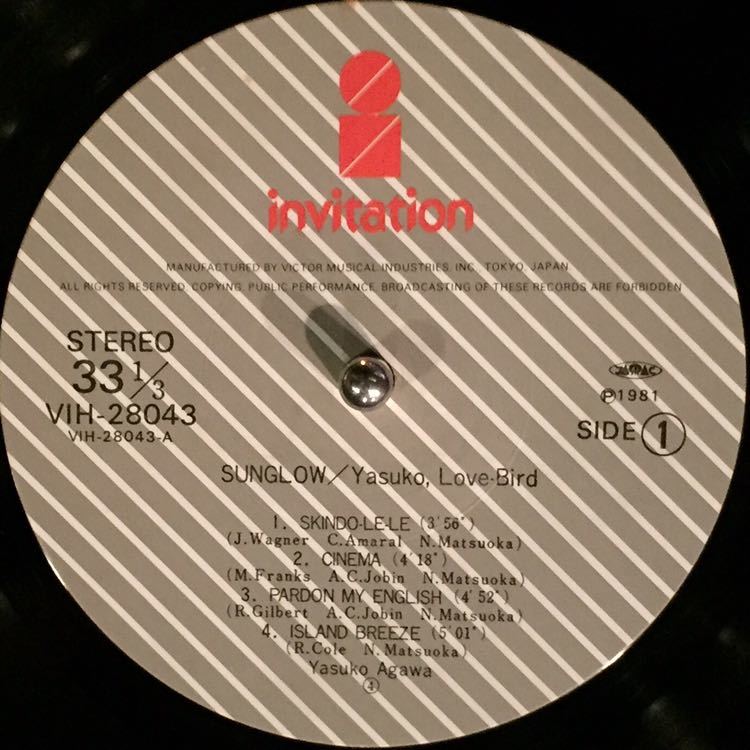 invitation
MANUFACTURED BY VICTOR MUSICAL INDUSTRIES, INC., TOKYO, JAPAN
ALL RIGHTS RESERVED, COPYING, PUBLIC PERFORMANCE, BROADCASTING OF THESE RECORDS ARE FORBIDDEN
STEREO
33 1/3
VIH-28043
VIH-28043-A
JASRAC
Ⓟ1981
SIDE 1
SUNGLOW/Yasuko, Love-Bird
1. SKINDO-LE-LE (3'56")
(J.Wagner C.Amaral N.Matsuoka)
2. CINEMA (4'18")
(M.Franks A.C.Jobin N.Matsuoka)
3. PARDON MY ENGLISH (4'52")
(R.Gilbert A.C.Jobin N.Matsuoka)
4. ISLAND BREEZE (5'01")
(R.Cole N.Matsuoka)
Yasuko Agawa
④